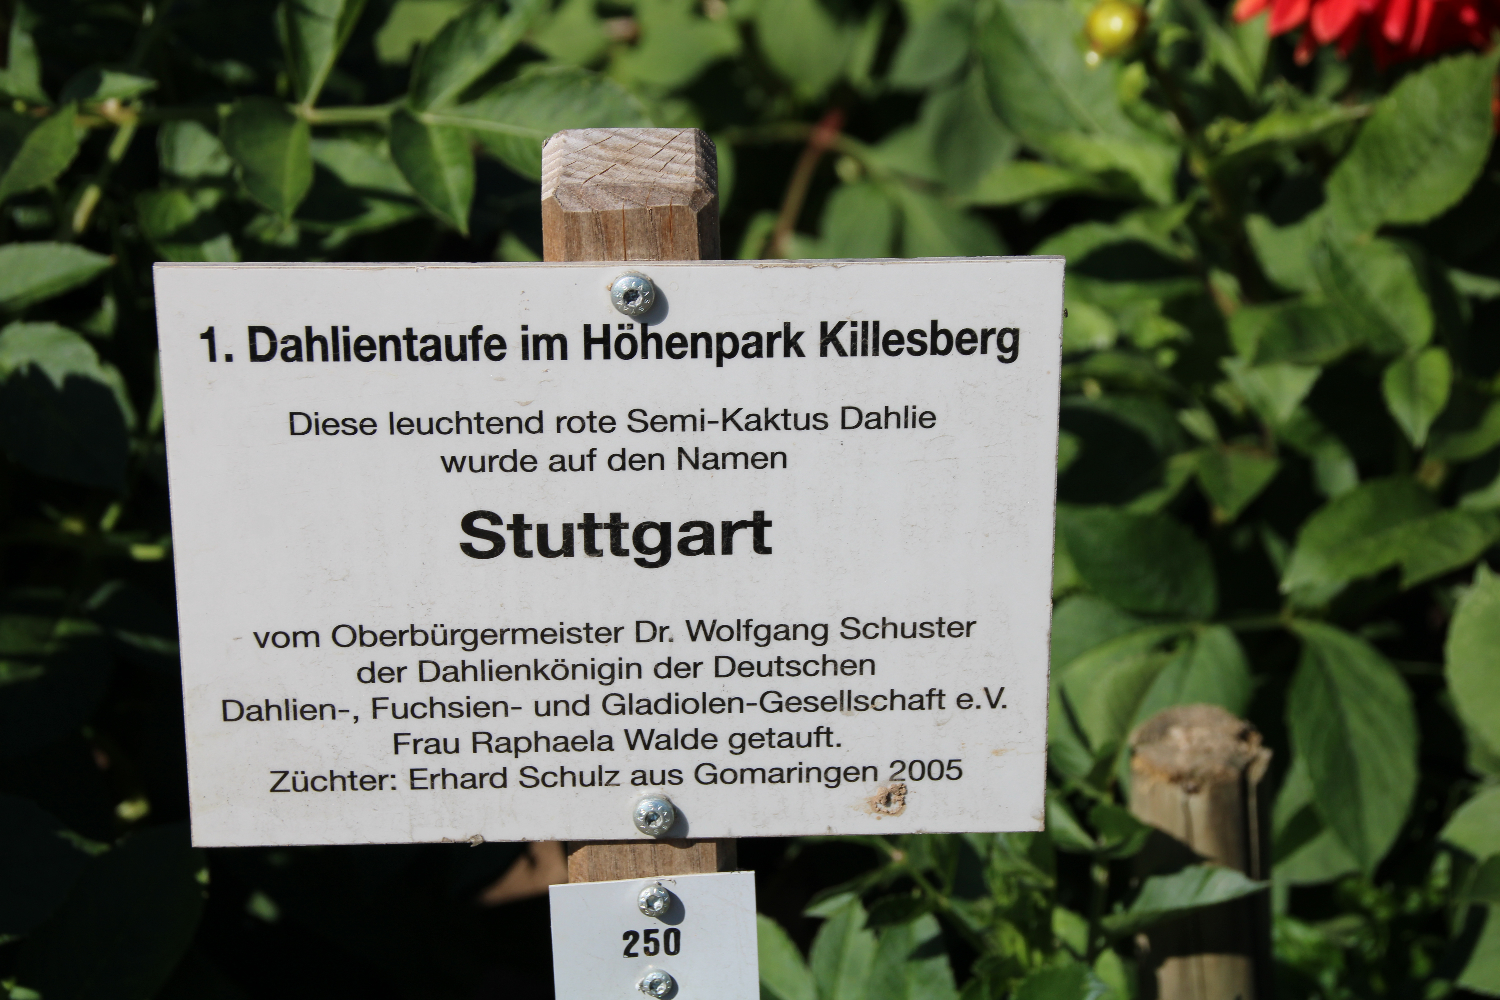 1. Dahlientaufe im Höhenpark Killesberg
Diese leuchtend rote Semi-Kaktus Dahlie
wurde auf den Namen
Stuttgart
vom Oberbürgermeister Dr. Wolfgang Schuster
der Dahlienkönigin der Deutschen
Dahlien-, Fuchsien- und Gladiolen-Gesellschaft e.V.
Frau Raphaela Walde getauft.
Züchter: Erhard Schulz aus Gomaringen 2005
250